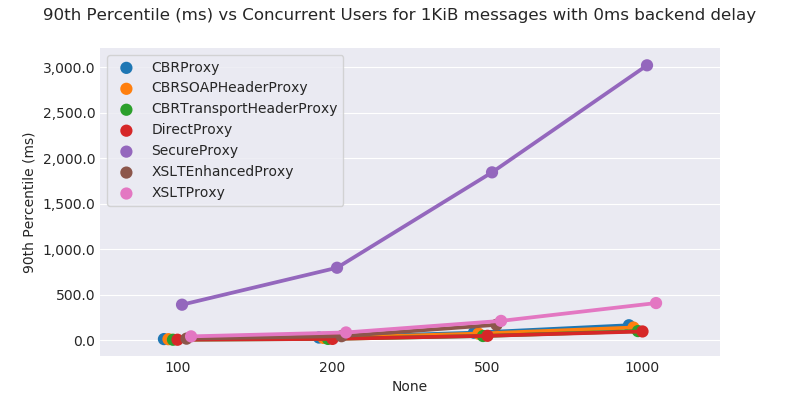 90th Percentile (ms) vs Concurrent Users for 1KiB messages with 0ms backend delay
3,000.0
2,500.0
2,000.0
1,500.0
1,000.0
500.0
0.0
90th Percentile (ms)
CBRProxy
CBRSOAPHeaderProxy
CBRTransportHeaderProxy
DirectProxy
SecureProxy
XSLTEnhancedProxy
XSLTProxy
100 200 500 1000
None